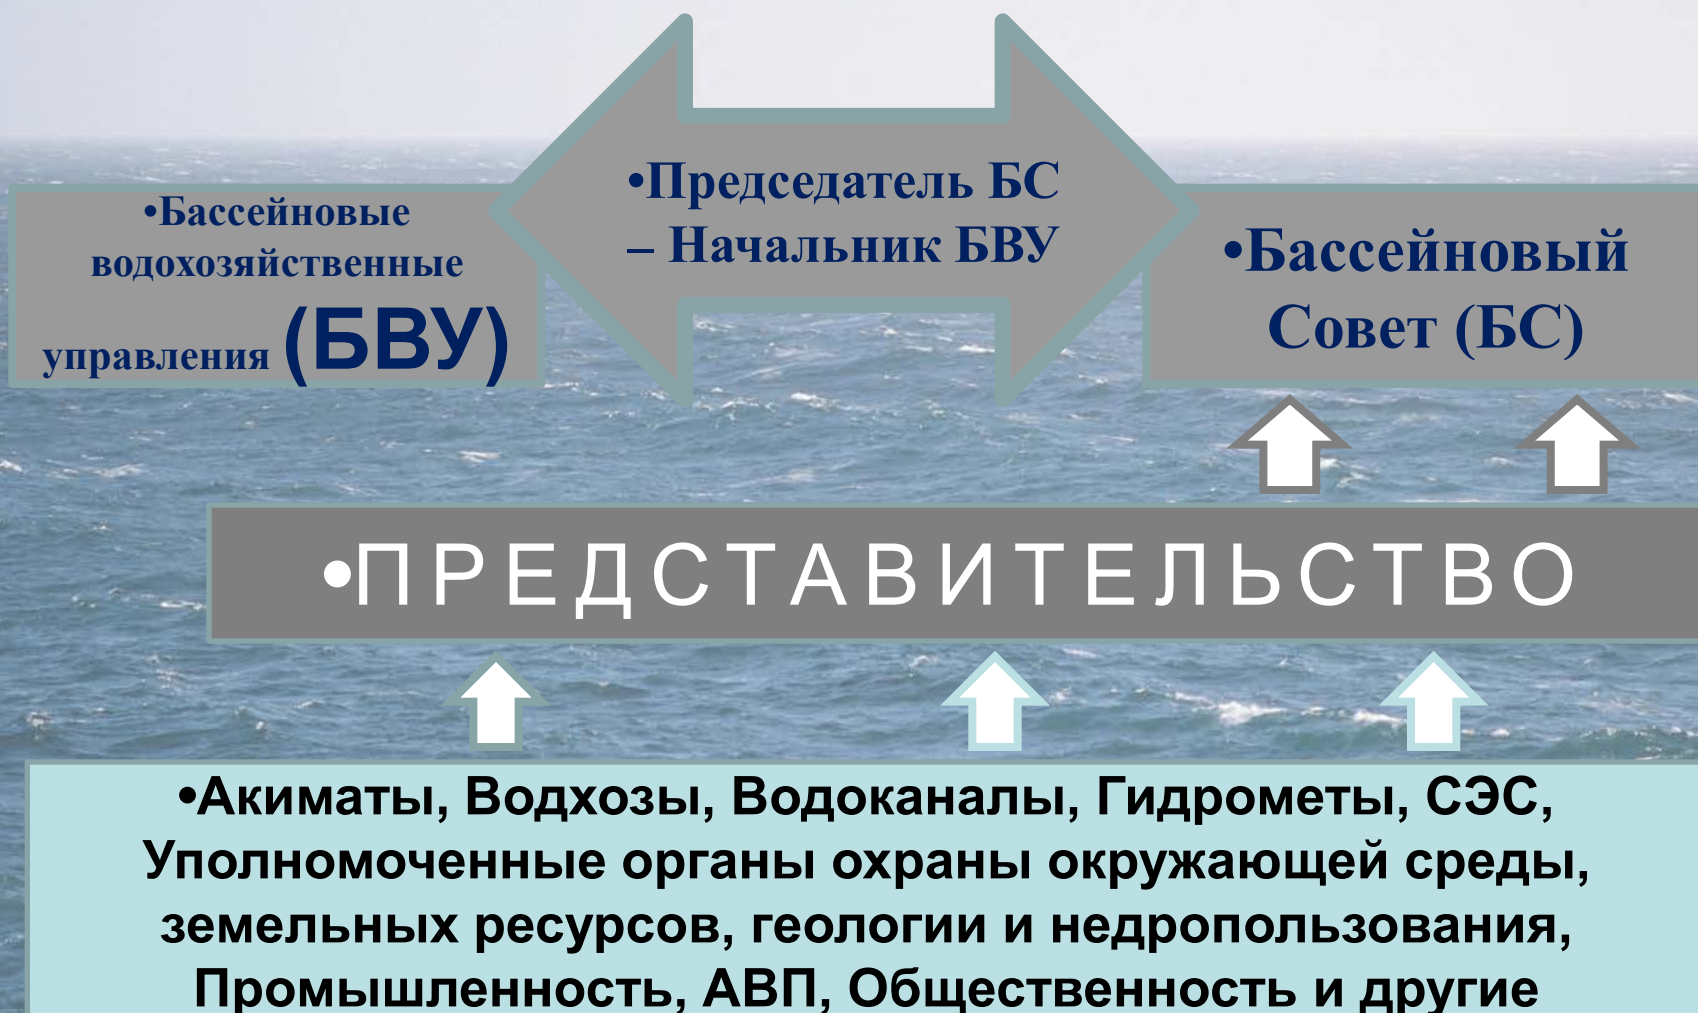 •Бассейновые
водохозяйственные
управления (БВУ)
•Председатель БС
– Начальник БВУ
•Бассейновый
Совет (БС)
•ПРЕДСТАВИТЕЛЬСТВО
•Акиматы, Водхозы, Водоканалы, Гидрометы, СЭС,
Уполномоченные органы охраны окружающей среды,
земельных ресурсов, геологии и недропользования,
Промышленность, АВП, Общественность и другие